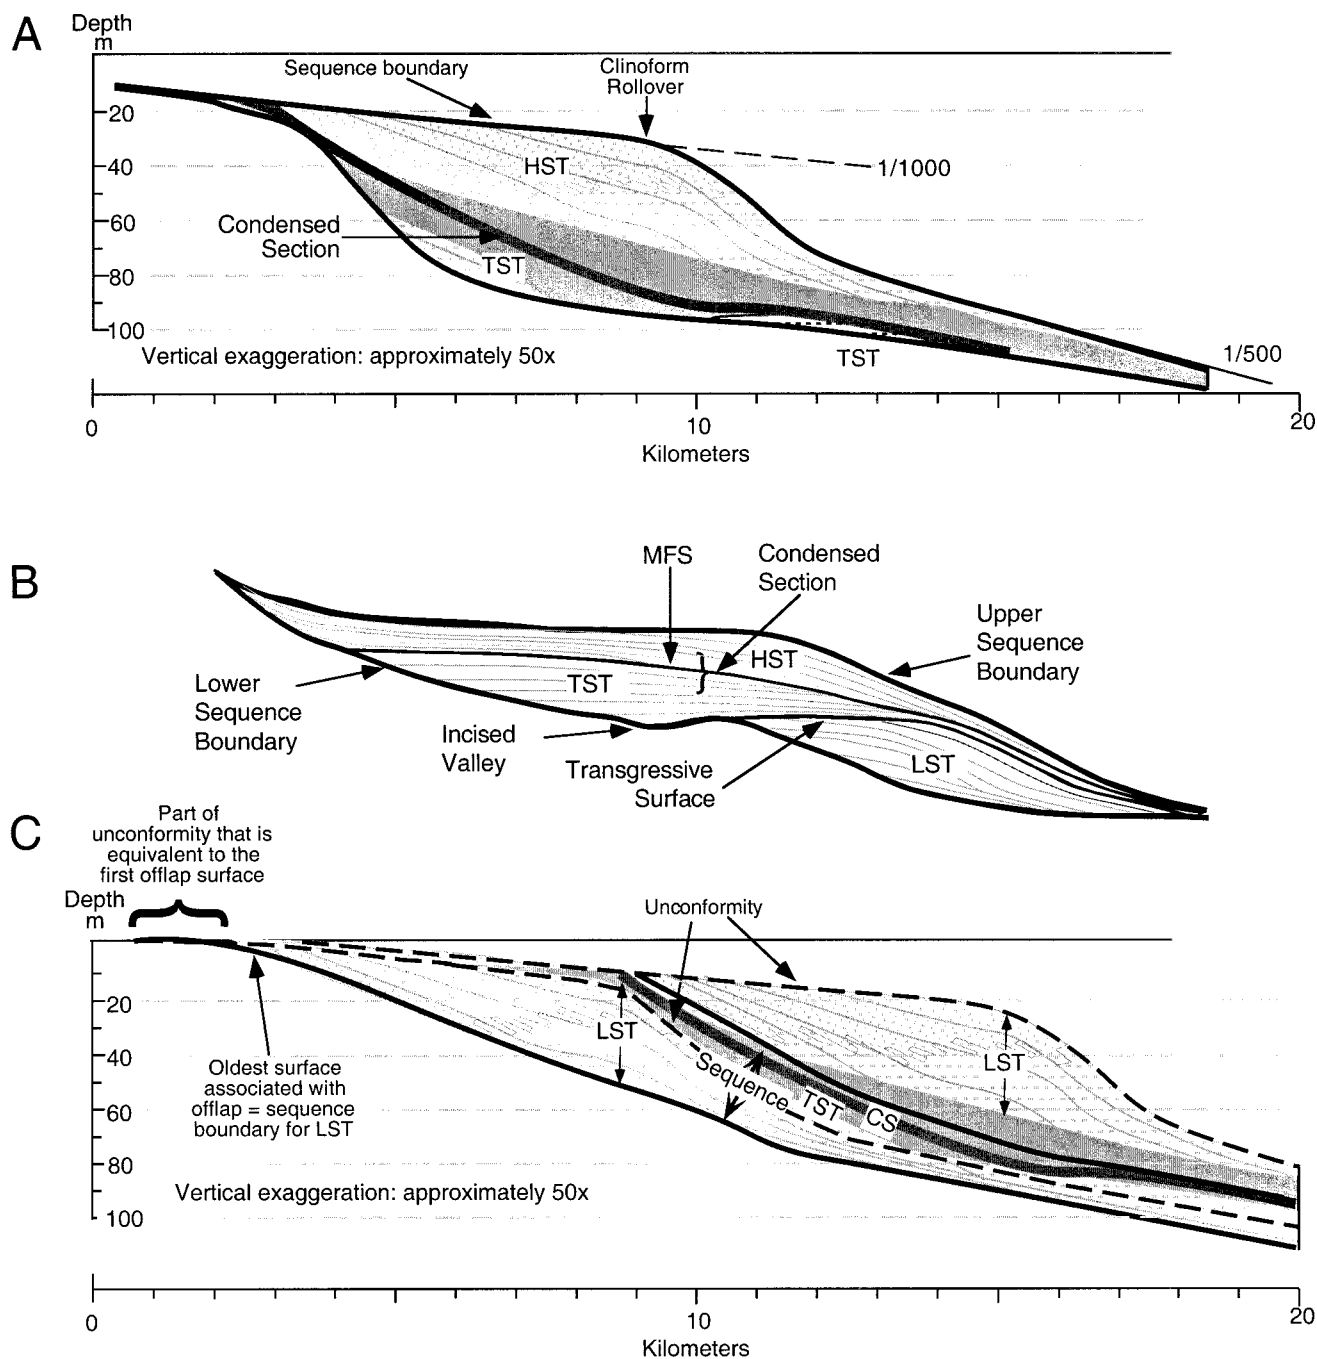 A
Depth
m
Sequence boundary
Clinoform
Rollover
20
HST
1/1000
40
Condensed
Section
60
TST
80
100
Vertical exaggeration: approximately 50x
TST
1/500
0
10
20
Kilometers
B
MFS
Condensed
Section
Upper
Sequence
Boundary
HST
TST
Lower
Sequence
Boundary
Incised
Valley
Transgressive
Surface
LST
C
Part of
unconformity that is
equivalent to the
first offlap surface
Depth
m
Unconformity
20
LST
40
LST
Sequence
Oldest surface
associated with
offlap = sequence
boundary for LST
TST
CS
60
80
Vertical exaggeration: approximately 50x
100
0
10
20
Kilometers